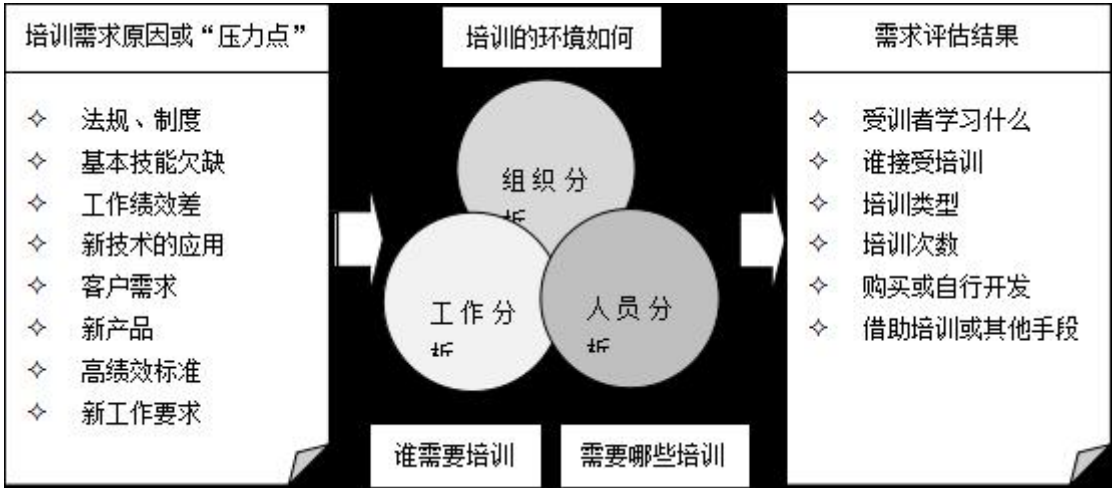 培训需求原因或“压力点”
法规、制度
基本技能欠缺
工作绩效差
新技术的应用
客户需求
新产品
高绩效标准
新工作要求
培训的环境如何
组织分
析
工作分
析
人员分
析
谁需要培训
需要哪些培训
需求评估结果
受训者学习什么
谁接受培训
培训类型
培训次数
购买或自行开发
借助培训或其他手段